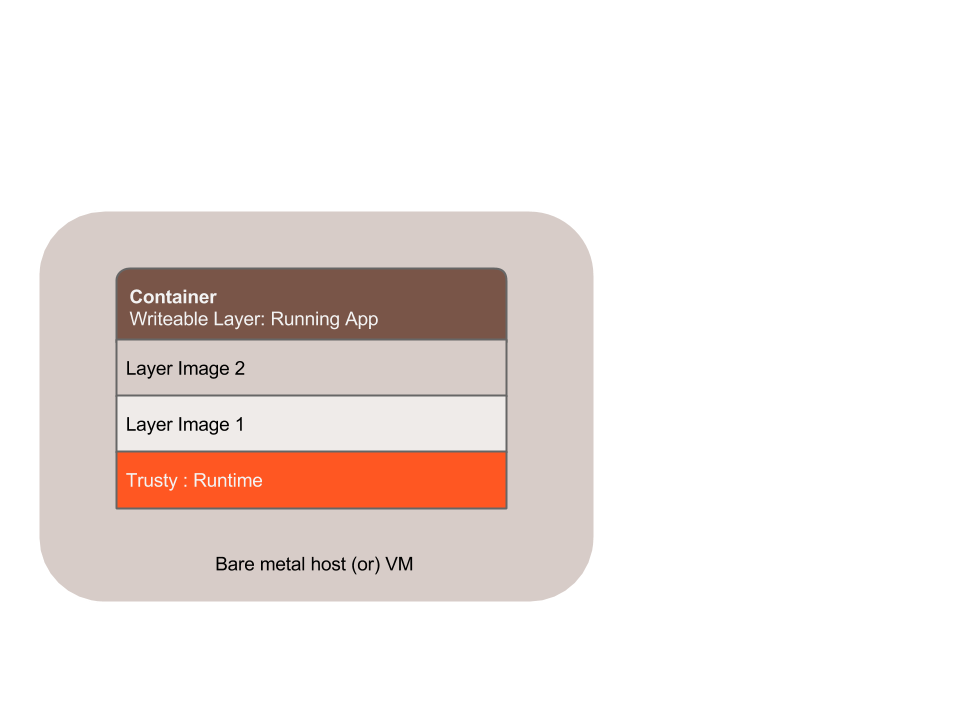 Container
Writeable Layer: Running App
Layer Image 2
Layer Image 1
Trusty : Runtime
Bare metal host (or) VM